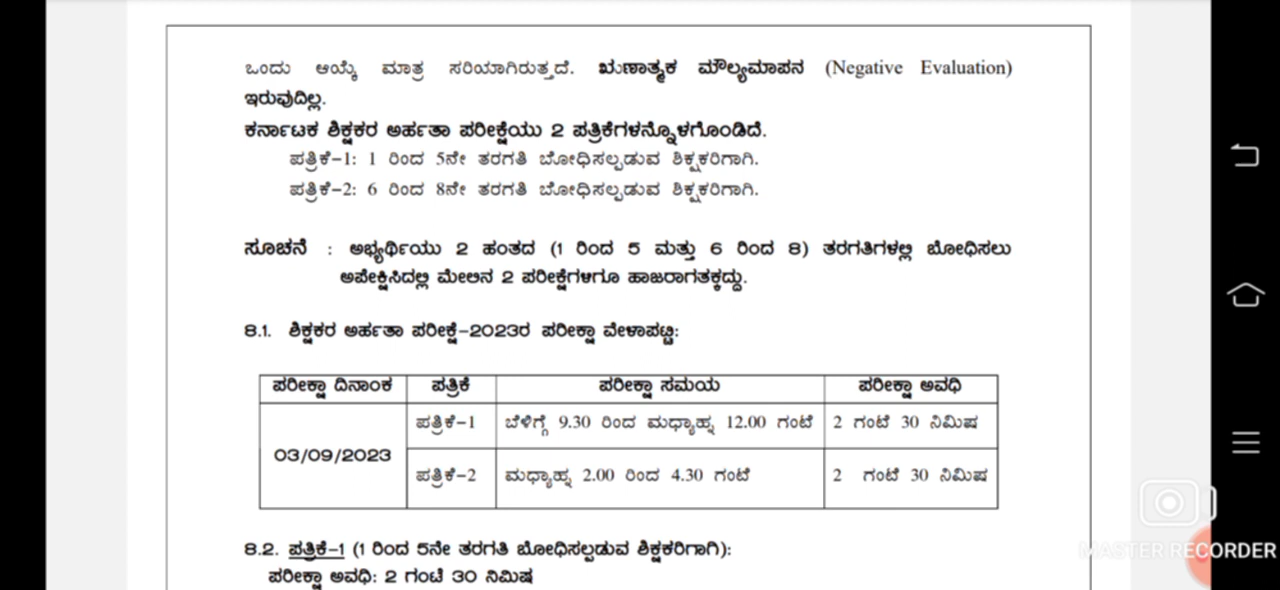 ಒಂದು ಆಯ್ಕೆ ಮಾತ್ರ ಸರಿಯಾಗಿರುತ್ತದೆ. ಋಣಾತ್ಮಕ ಮೌಲ್ಯಮಾಪನ (Negative Evaluation)
ಇರುವುದಿಲ್ಲ.
ಕರ್ನಾಟಕ ಶಿಕ್ಷಕರ ಅರ್ಹತಾ ಪರೀಕ್ಷೆಯು 2 ಪತ್ರಿಕೆಗಳನ್ನೊಳಗೊಂಡಿದೆ.
ಪತ್ರಿಕೆ-1: 1 ರಿಂದ 5ನೇ ತರಗತಿ ಬೋಧಿಸಲ್ಪಡುವ ಶಿಕ್ಷಕರಿಗಾಗಿ.
ಪತ್ರಿಕೆ-2: 6 ರಿಂದ 8ನೇ ತರಗತಿ ಬೋಧಿಸಲ್ಪಡುವ ಶಿಕ್ಷಕರಿಗಾಗಿ.
ಸೂಚನೆ : ಅಭ್ಯರ್ಥಿಯು 2 ಹಂತದ (1 ರಿಂದ 5 ಮತ್ತು 6 ರಿಂದ 8) ತರಗತಿಗಳಲ್ಲಿ ಬೋಧಿಸಲು
ಅಪೇಕ್ಷಿಸಿದಲ್ಲಿ ಮೇಲಿನ 2 ಪರೀಕ್ಷೆಗಳಿಗೂ ಹಾಜರಾಗತಕ್ಕದ್ದು.
8.1. ಶಿಕ್ಷಕರ ಅರ್ಹತಾ ಪರೀಕ್ಷೆ-2023ರ ಪರೀಕ್ಷಾ ವೇಳಾಪಟ್ಟಿ:
ಪರೀಕ್ಷಾ ದಿನಾಂಕ ಪತ್ರಿಕೆ ಪರೀಕ್ಷಾ ಸಮಯ ಪರೀಕ್ಷಾ ಅವಧಿ
ಪತ್ರಿಕೆ-1 ಬೆಳಿಗ್ಗೆ 9.30 ರಿಂದ ಮಧ್ಯಾಹ್ನ 12.00 ಗಂಟೆ 2 ಗಂಟೆ 30 ನಿಮಿಷ
03/09/2023
ಪತ್ರಿಕೆ-2 ಮಧ್ಯಾಹ್ನ 2.00 ರಿಂದ 4.30 ಗಂಟೆ 2 ಗಂಟೆ 30 ನಿಮಿಷ
8.2. ಪತ್ರಿಕೆ-1 (1 ರಿಂದ 5ನೇ ತರಗತಿ ಬೋಧಿಸಲ್ಪಡುವ ಶಿಕ್ಷಕರಿಗಾಗಿ):
ಪರೀಕ್ಷಾ ಅವಧಿ: 2 ಗಂಟೆ 30 ನಿಮಿಷ
MASTER RECORDER